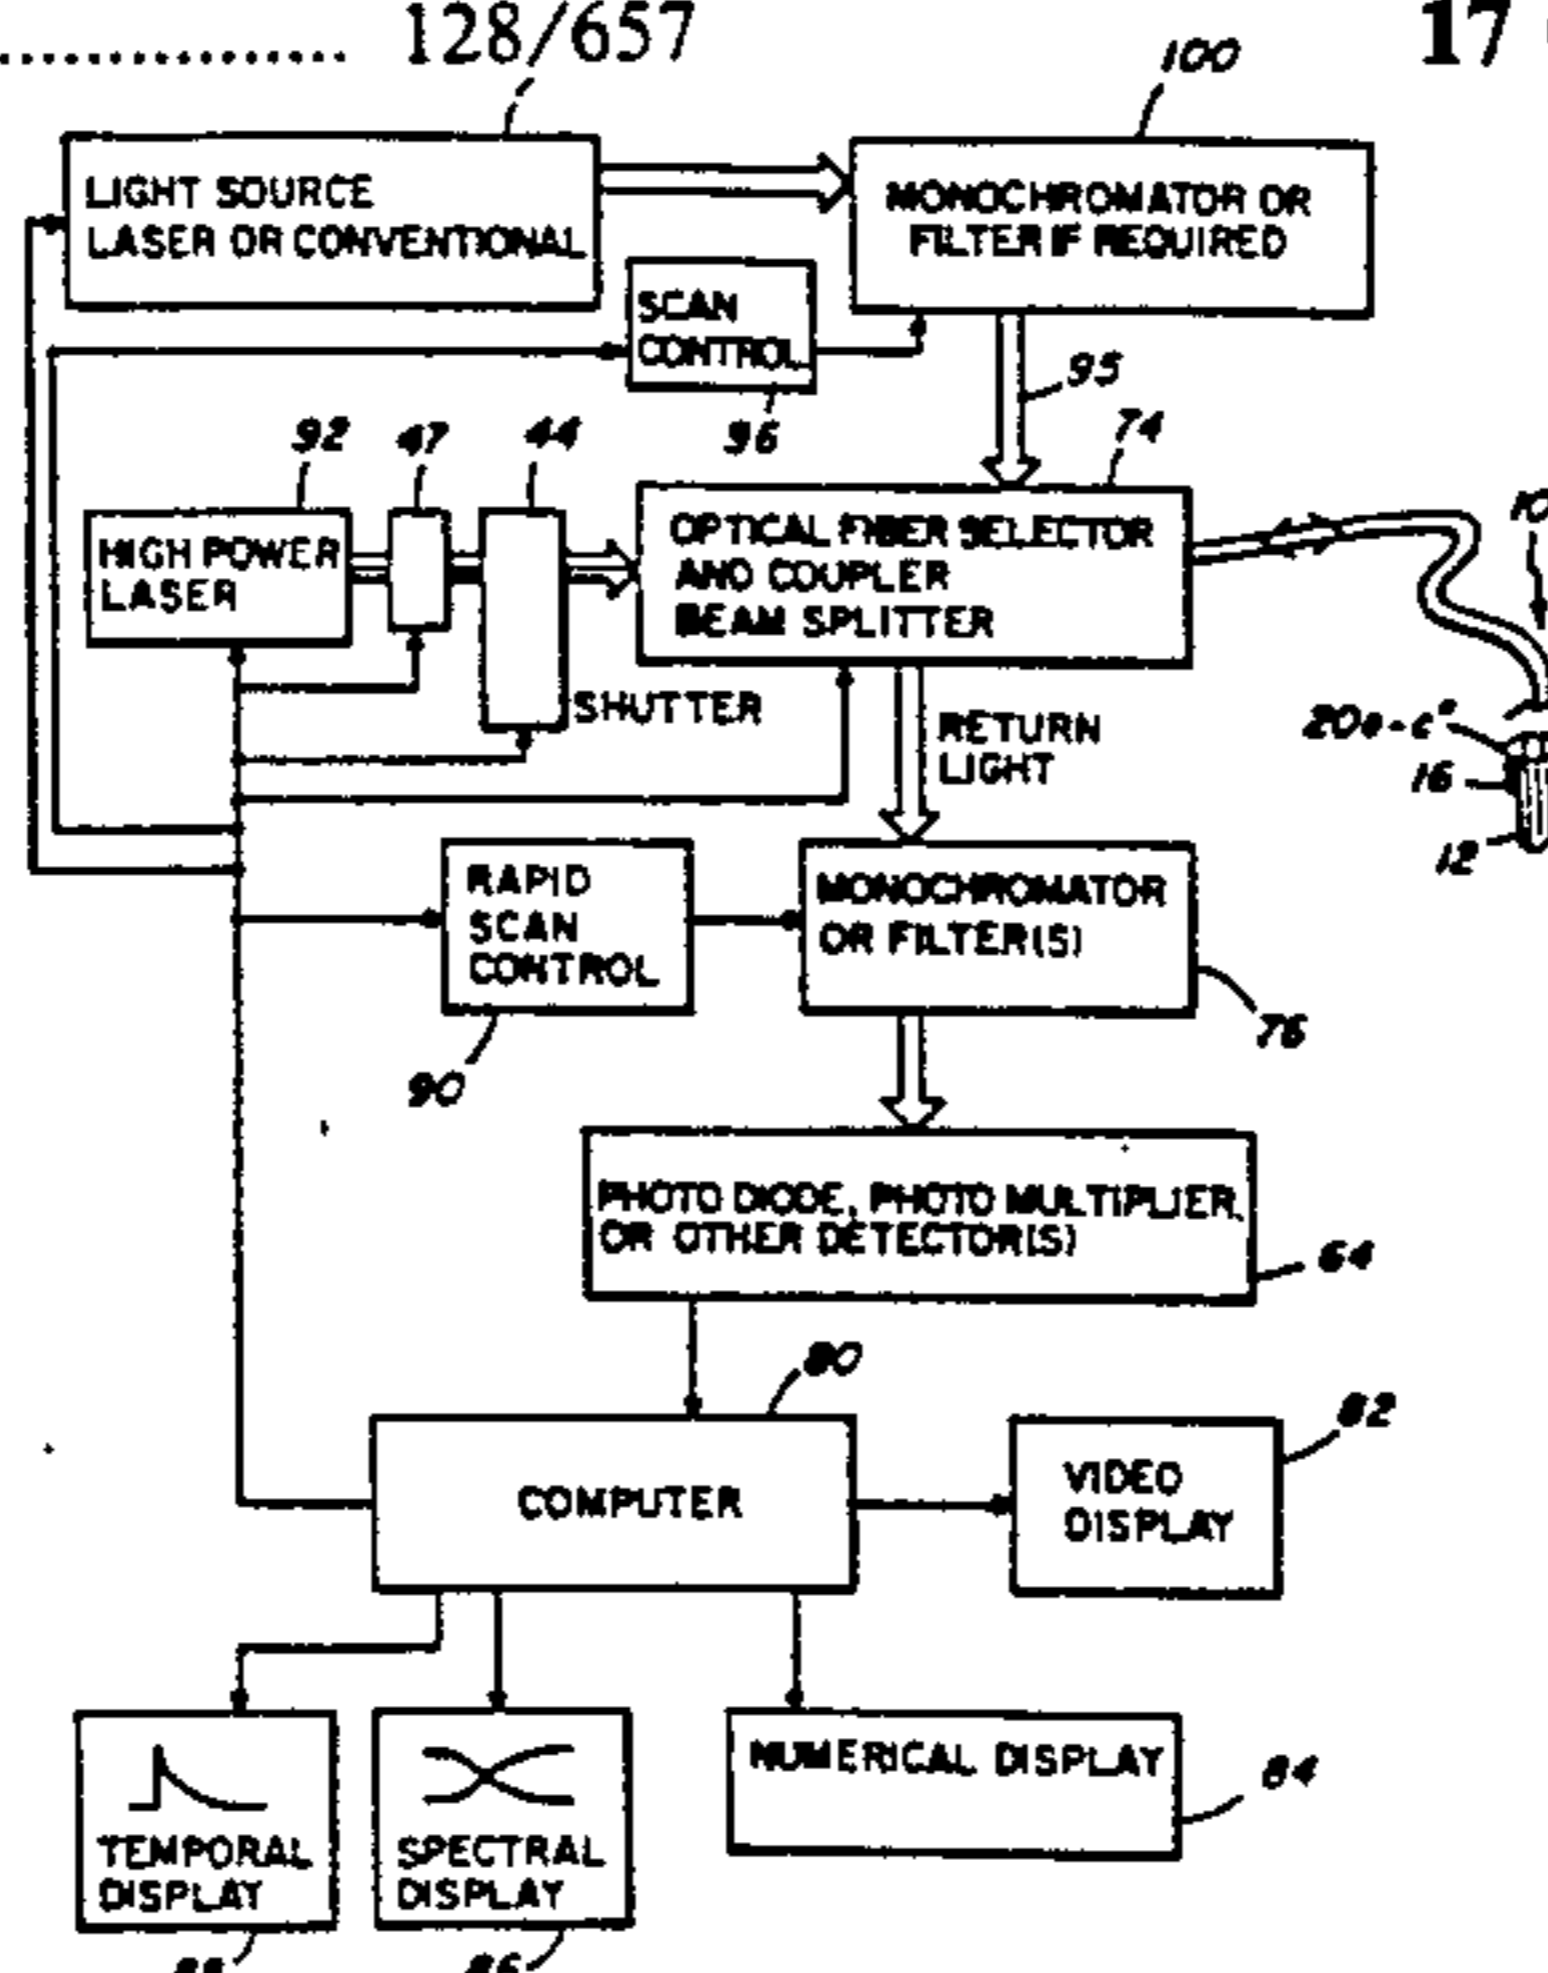 128/657
17
100
LIGHT SOURCE
LASER OR CONVENTIONAL
MONOCHROMATOR OR
FILTER IF REQUIRED
SCAN
CONTROL
95
96
92
47
44
74
HIGH POWER
LASER
OPTICAL FIBER SELECTOR
AND COUPLER
BEAM SPLITTER
10
SHUTTER
RETURN
LIGHT
20a-c"
16
12
RAPID
SCAN
CONTROL
MONOCHROMATOR
OR FILTER(S)
76
90
PHOTO DIODE, PHOTO MULTIPLIER,
OR OTHER DETECTOR(S)
64
80
82
COMPUTER
VIDEO
DISPLAY
NUMERICAL DISPLAY
84
TEMPORAL
DISPLAY
SPECTRAL
DISPLAY